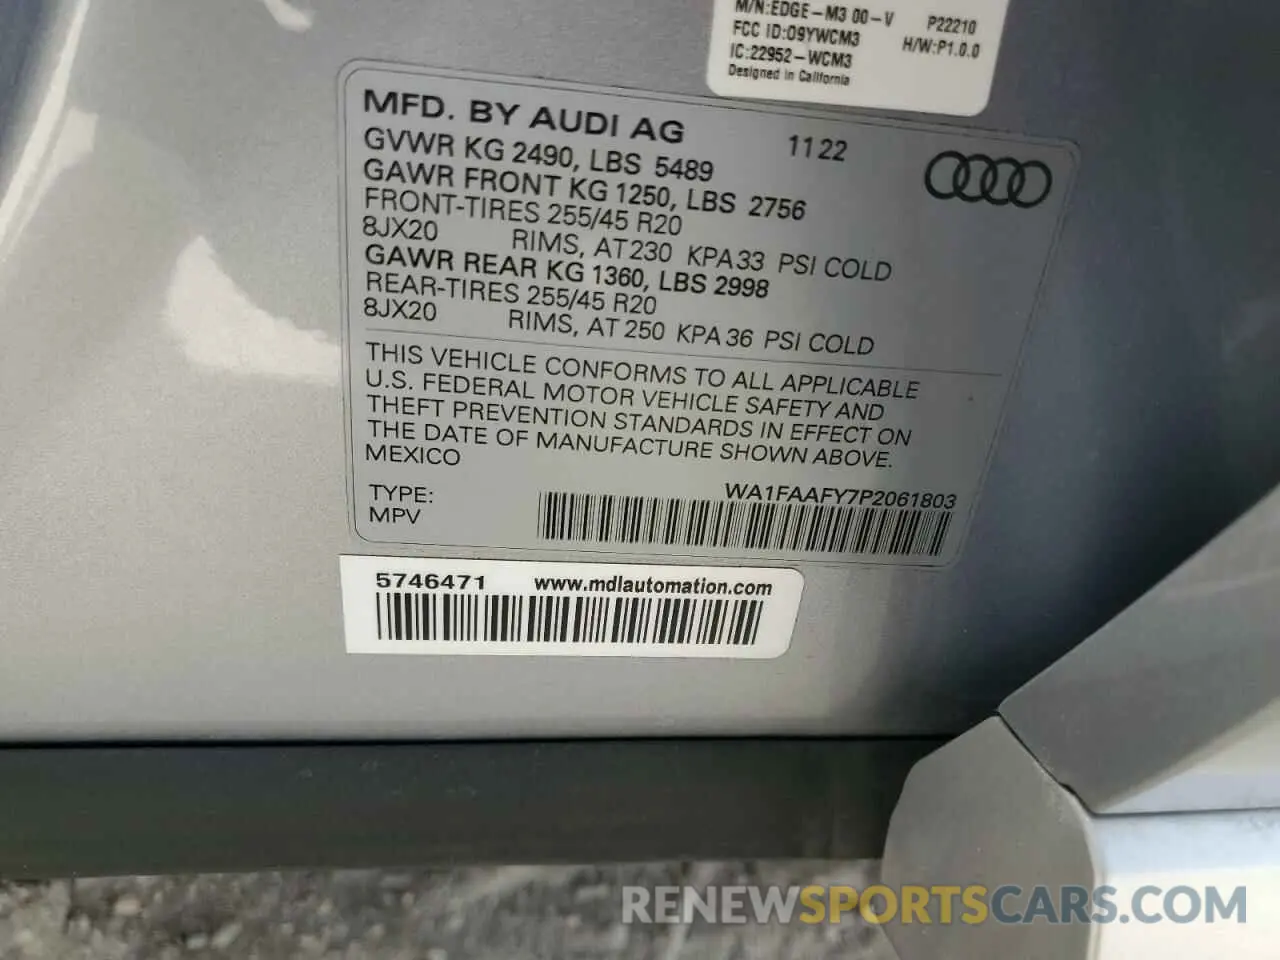 M/N:EDGE-M3 00-V P22210
FCC ID:O9YWCM3 H/W:P1.0.0
IC:22952-WCM3
Designed in California
MFD. BY AUDI AG 1122
GVWR KG 2490, LBS 5489
GAWR FRONT KG 1250, LBS 2756
FRONT-TIRES 255/45 R20
8JX20 RIMS, AT 230 KPA 33 PSI COLD
GAWR REAR KG 1360, LBS 2998
REAR-TIRES 255/45 R20
8JX20 RIMS, AT 250 KPA 36 PSI COLD
THIS VEHICLE CONFORMS TO ALL APPLICABLE
U.S. FEDERAL MOTOR VEHICLE SAFETY AND
THEFT PREVENTION STANDARDS IN EFFECT ON
THE DATE OF MANUFACTURE SHOWN ABOVE.
MEXICO
WA1FAAFY7P2061803
TYPE:
MPV
5746471 www.mdlautomation.com
RENEWSPORTSCARS.COM